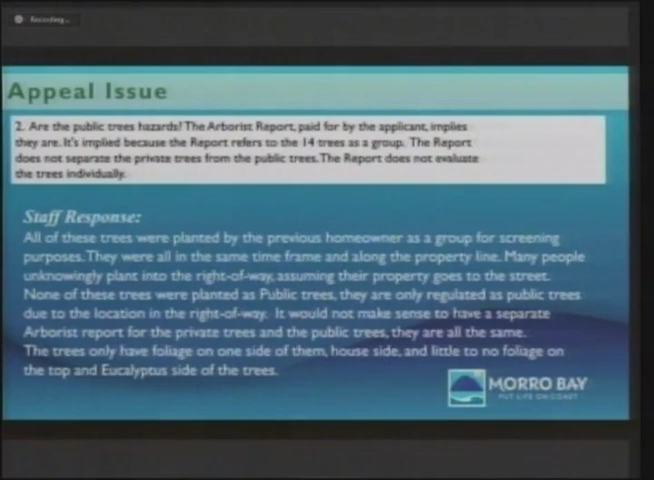 Recording...
Appeal Issue
2. Are the public trees hazards? The Arborist Report, paid for by the applicant, implies
they are. It's implied because the Report refers to the 14 trees as a group. The Report
does not separate the private trees from the public trees. The Report does not evaluate
the trees individually.
Staff Response:
All of these trees were planted by the previous homeowner as a group for screening
purposes. They were all in the same time frame and along the property line. Many people
unknowingly plant into the right-of-way, assuming their property goes to the street.
None of these trees were planted as Public trees, they are only regulated as public trees
due to the location in the right-of-way. It would not make sense to have a separate
Arborist report for the private trees and the public trees, they are all the same.
The trees only have foliage on one side of them, house side, and little to no foliage on
the top and Eucalyptus side of the trees.
MORRO BAY
PUT LIFE ON COAST